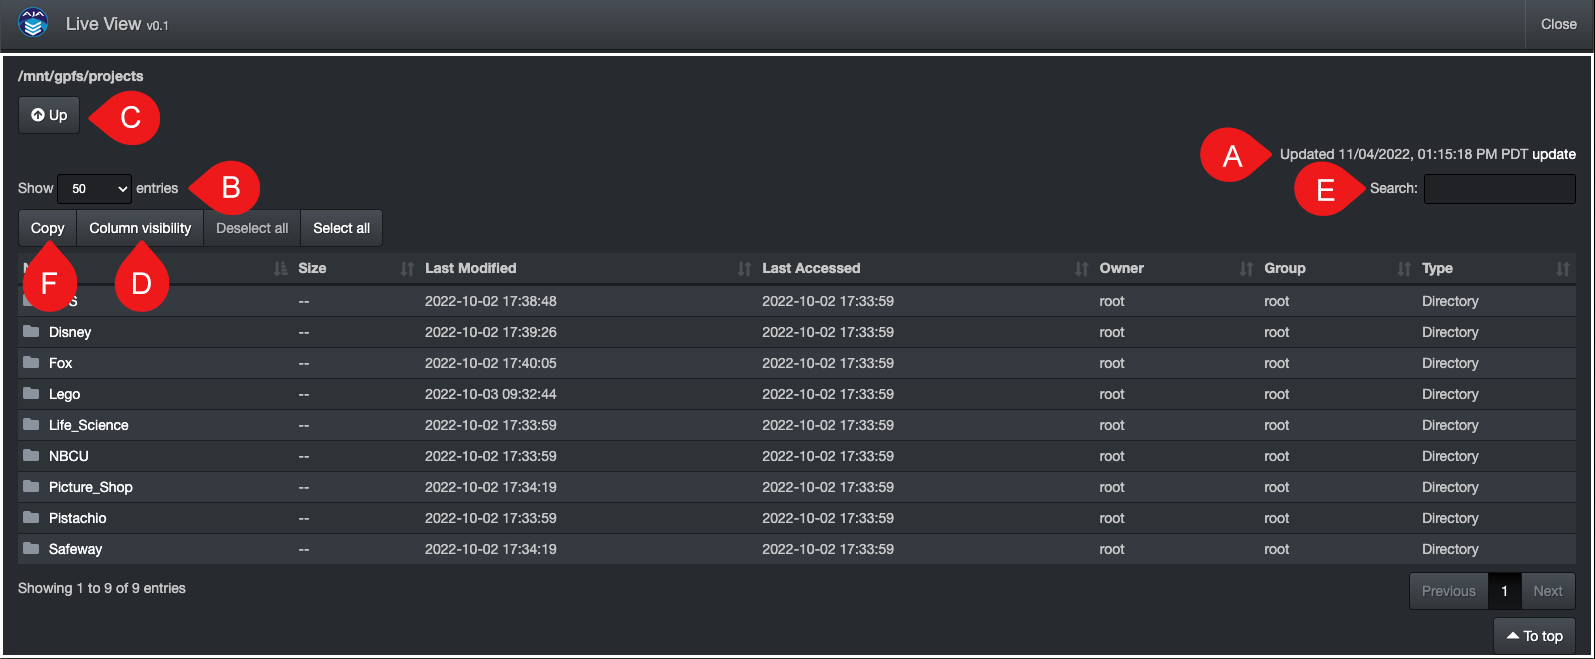 Live View v0.1 Close
/mnt/gpfs/projects
Up C
A Updated 11/04/2022, 01:15:18 PM PDT update
Show 50 entries B E Search:
Copy Column visibility Deselect all Select all
F D
Size Last Modified Last Accessed Owner Group Type
S -- 2022-10-02 17:38:48 2022-10-02 17:33:59 root root Directory
Disney -- 2022-10-02 17:39:26 2022-10-02 17:33:59 root root Directory
Fox -- 2022-10-02 17:40:05 2022-10-02 17:33:59 root root Directory
Lego -- 2022-10-03 09:32:44 2022-10-02 17:33:59 root root Directory
Life_Science -- 2022-10-02 17:33:59 2022-10-02 17:33:59 root root Directory
NBCU -- 2022-10-02 17:33:59 2022-10-02 17:33:59 root root Directory
Picture_Shop -- 2022-10-02 17:34:19 2022-10-02 17:33:59 root root Directory
Pistachio -- 2022-10-02 17:33:59 2022-10-02 17:33:59 root root Directory
Safeway -- 2022-10-02 17:34:19 2022-10-02 17:33:59 root root Directory
Showing 1 to 9 of 9 entries Previous 1 Next
To top